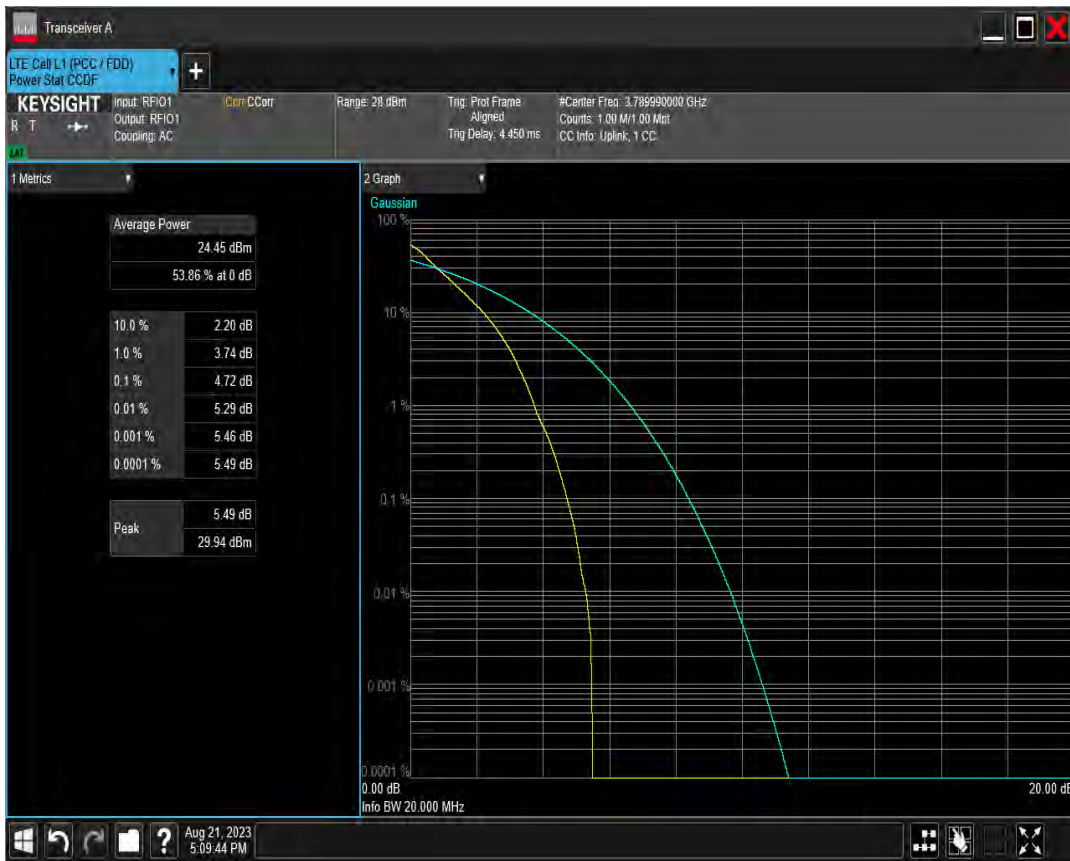 Transceiver A
LTE Cell L1 (PCC / FDD)
Power Stat CCDF
+
KEYSIGHT
R T
LXI
Input: RFIO1
Output: RFIO1
Coupling: AC
Corr CCorr
Range: 28 dBm
Trig: Prot Frame
Aligned
Trig Delay: 4.450 ms
#Center Freq: 3.789990000 GHz
Counts: 1.00 M/1.00 Mpt
CC Info: Uplink, 1 CC
1 Metrics
Average Power
24.45 dBm
53.86 % at 0 dB
10.0 % 2.20 dB
1.0 % 3.74 dB
0.1 % 4.72 dB
0.01 % 5.29 dB
0.001 % 5.46 dB
0.0001 % 5.49 dB
Peak 5.49 dB
29.94 dBm
2 Graph
Gaussian
100 %
10 %
1 %
0.1 %
0.01 %
0.001 %
0.0001 %
0.00 dB 20.00 dB
Info BW 20.000 MHz
?
Aug 21, 2023
5:09:44 PM